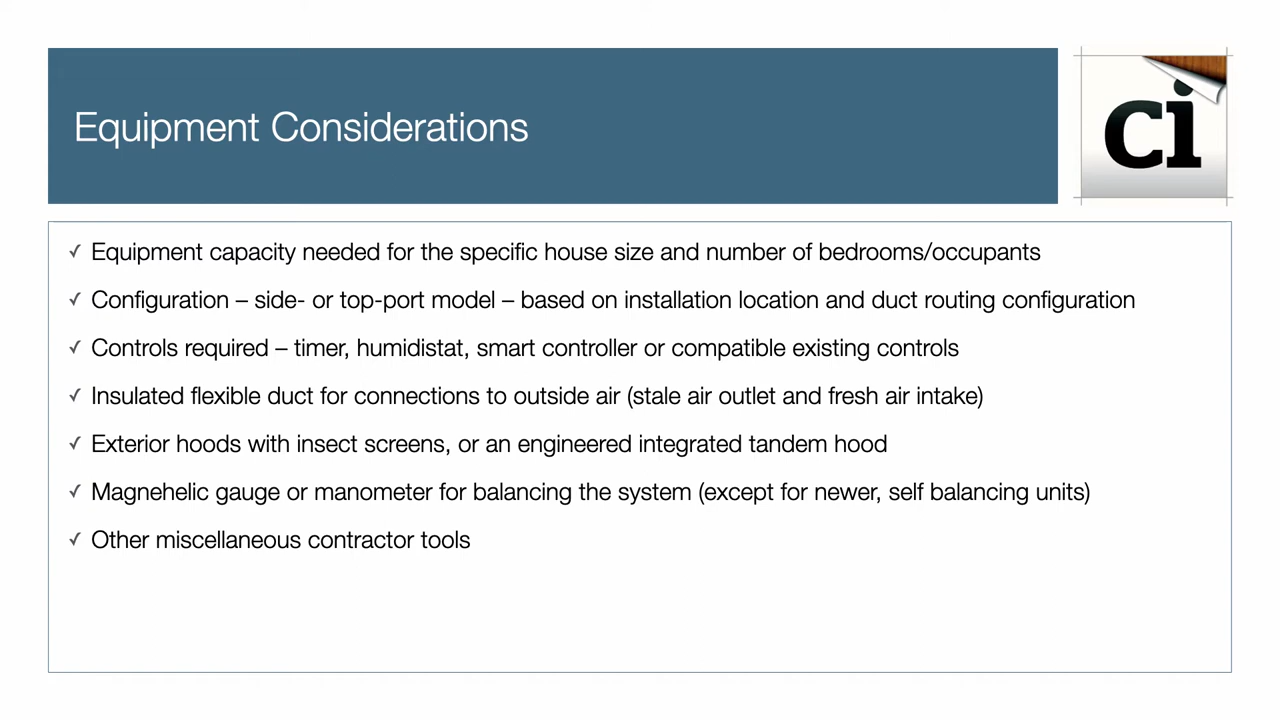 Equipment Considerations
ci
✓ Equipment capacity needed for the specific house size and number of bedrooms/occupants
✓ Configuration – side- or top-port model – based on installation location and duct routing configuration
✓ Controls required – timer, humidistat, smart controller or compatible existing controls
✓ Insulated flexible duct for connections to outside air (stale air outlet and fresh air intake)
✓ Exterior hoods with insect screens, or an engineered integrated tandem hood
✓ Magnehelic gauge or manometer for balancing the system (except for newer, self balancing units)
✓ Other miscellaneous contractor tools